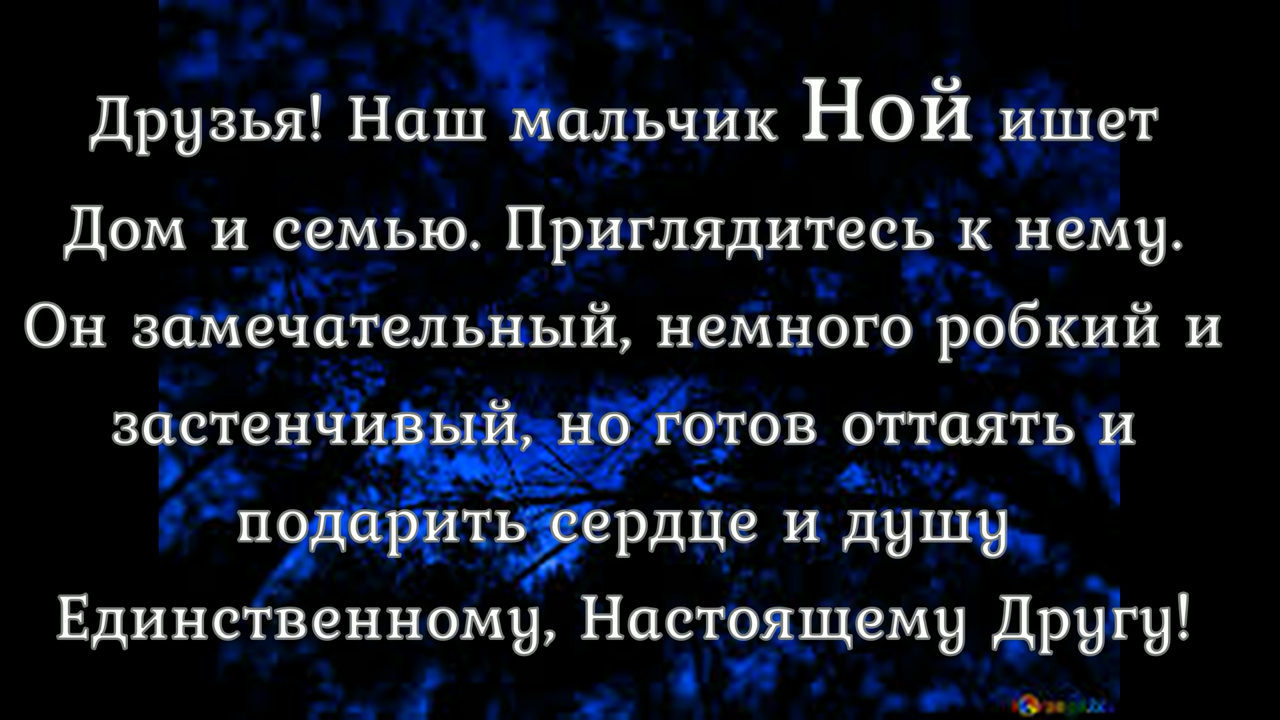 Друзья! Наш мальчик Ной ишет
Дом и семью. Приглядитесь к нему.
Он замечательный, немного робкий и
застенчивый, но готов оттаять и
подарить сердце и душу
Единственному, Настоящему Другу!